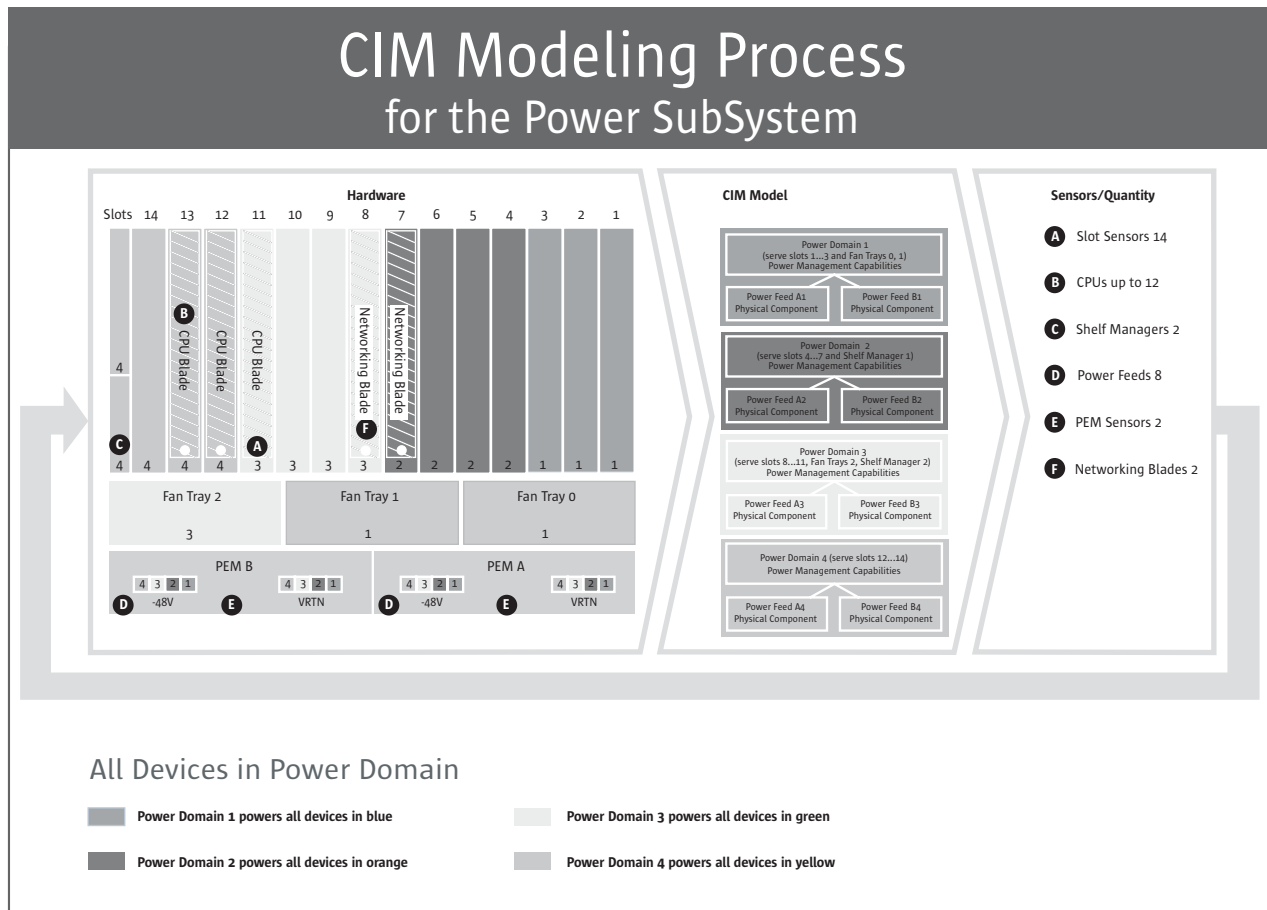 CIM Modeling Process
for the Power SubSystem
Hardware
Slots 14 13 12 11 10 9 8 7 6 5 4 3 2 1
4
B
CPU Blade
CPU Blade
CPU Blade
Networking Blade
Networking Blade
C
A
F
4 4 4 4 3 3 3 3 2 2 2 2 1 1 1
Fan Tray 2
3
Fan Tray 1
1
Fan Tray 0
1
PEM B
4 3 2 1
-48V
4 3 2 1
VRTN
D
E
PEM A
4 3 2 1
-48V
4 3 2 1
VRTN
D
E
CIM Model
Power Domain 1
(serve slots 1...3 and Fan Trays 0, 1)
Power Management Capabilities
Power Feed A1
Physical Component
Power Feed B1
Physical Component
Power Domain 2
(serve slots 4...7 and Shelf Manager 1)
Power Management Capabilities
Power Feed A2
Physical Component
Power Feed B2
Physical Component
Power Domain 3
(serve slots 8...11, Fan Trays 2, Shelf Manager 2)
Power Management Capabilities
Power Feed A3
Physical Component
Power Feed B3
Physical Component
Power Domain 4 (serve slots 12...14)
Power Management Capabilities
Power Feed A4
Physical Component
Power Feed B4
Physical Component
Sensors/Quantity
A Slot Sensors 14
B CPUs up to 12
C Shelf Managers 2
D Power Feeds 8
E PEM Sensors 2
F Networking Blades 2
All Devices in Power Domain
Power Domain 1 powers all devices in blue
Power Domain 2 powers all devices in orange
Power Domain 3 powers all devices in green
Power Domain 4 powers all devices in yellow